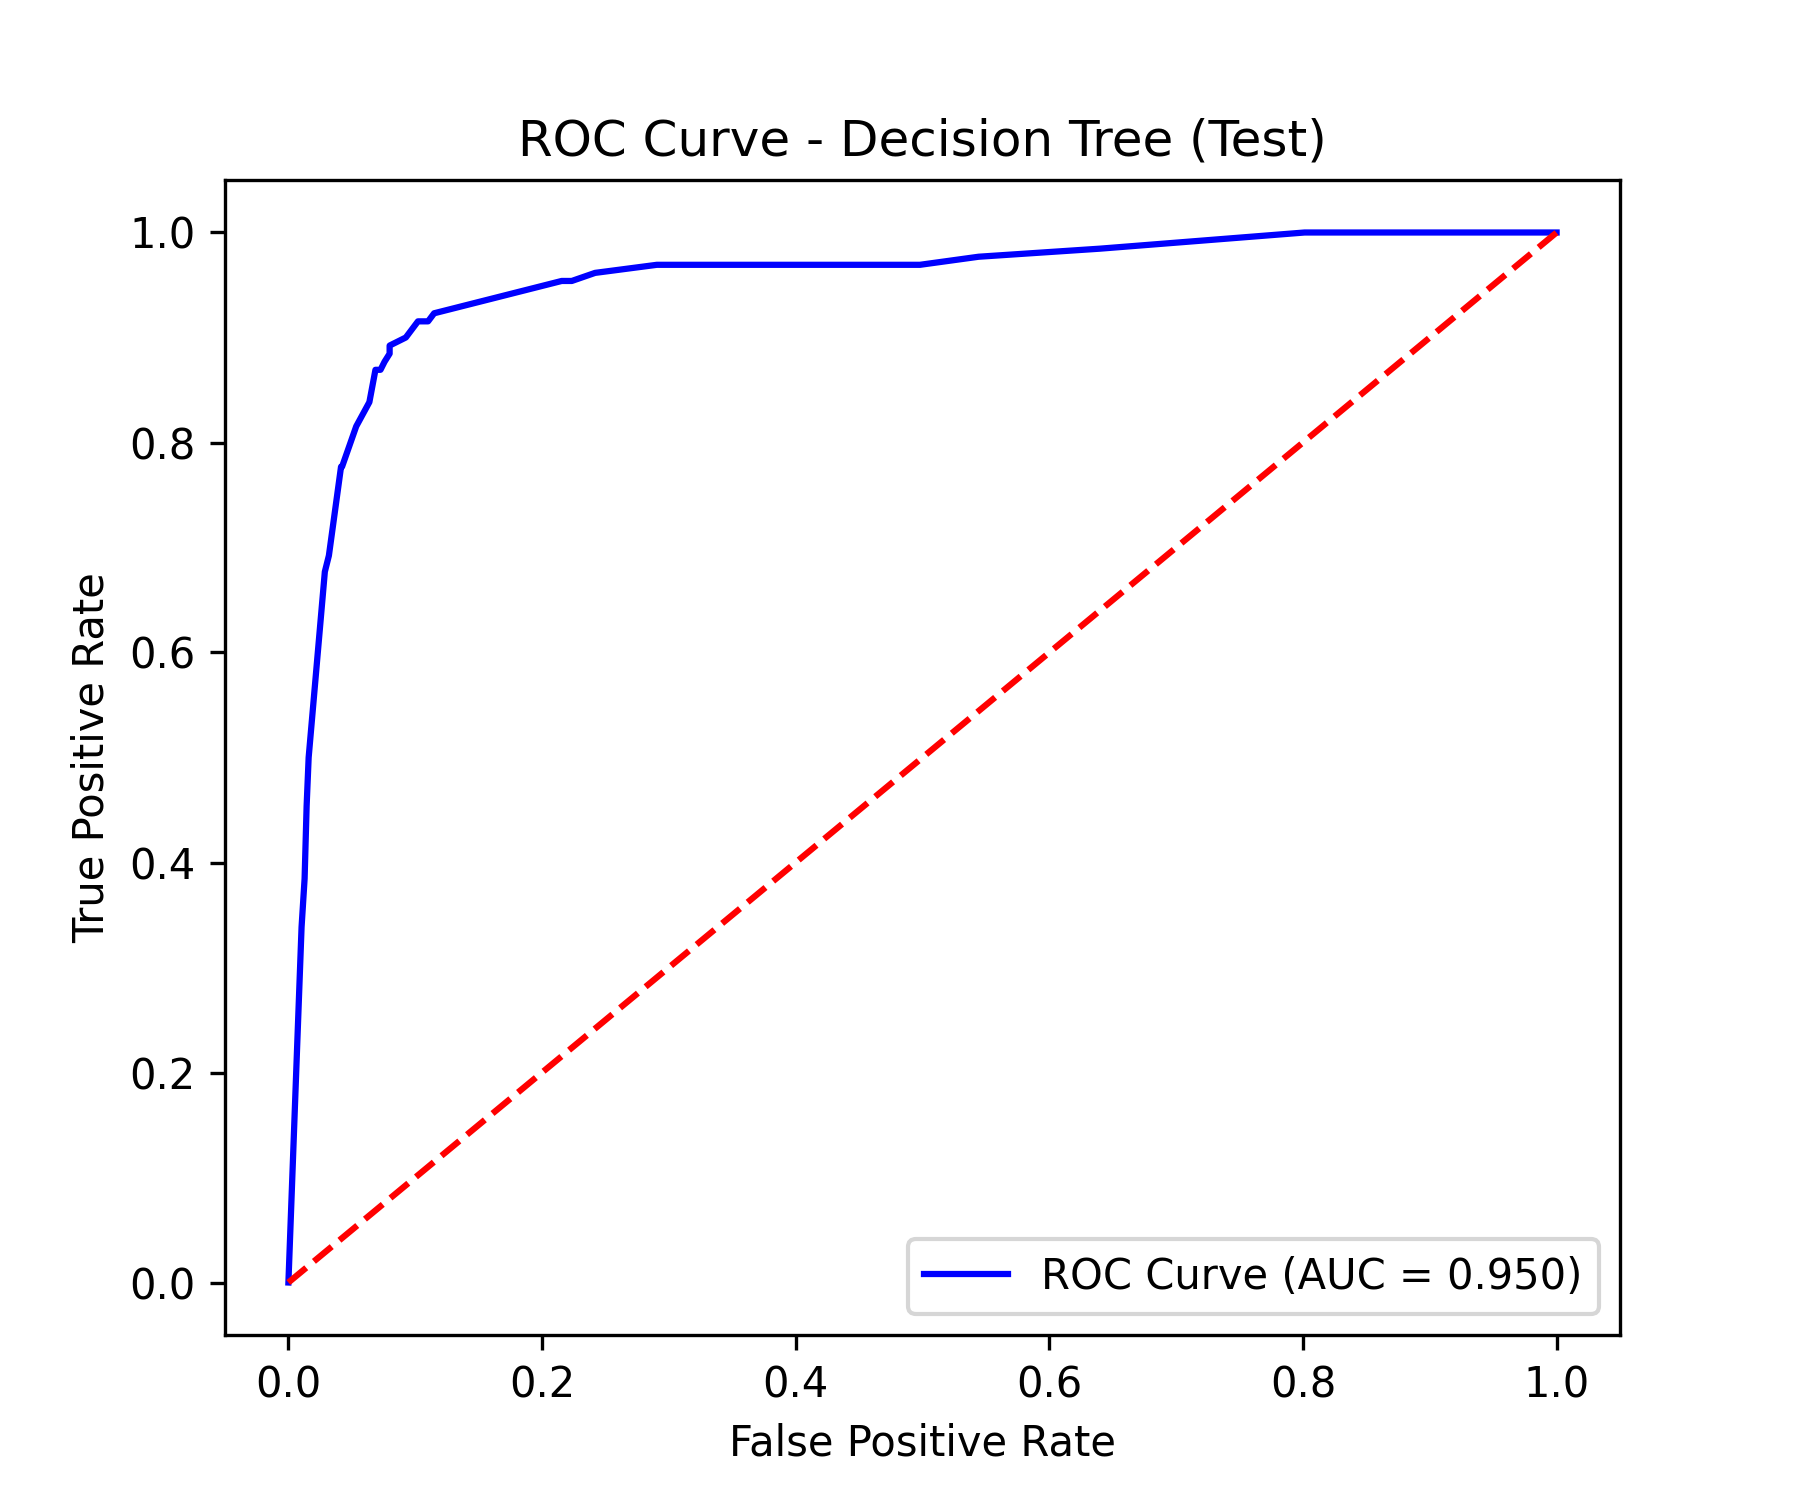 ROC Curve - Decision Tree (Test)
True Positive Rate
1.0
0.8
0.6
0.4
0.2
0.0
ROC Curve (AUC = 0.950)
0.0 0.2 0.4 0.6 0.8 1.0
False Positive Rate